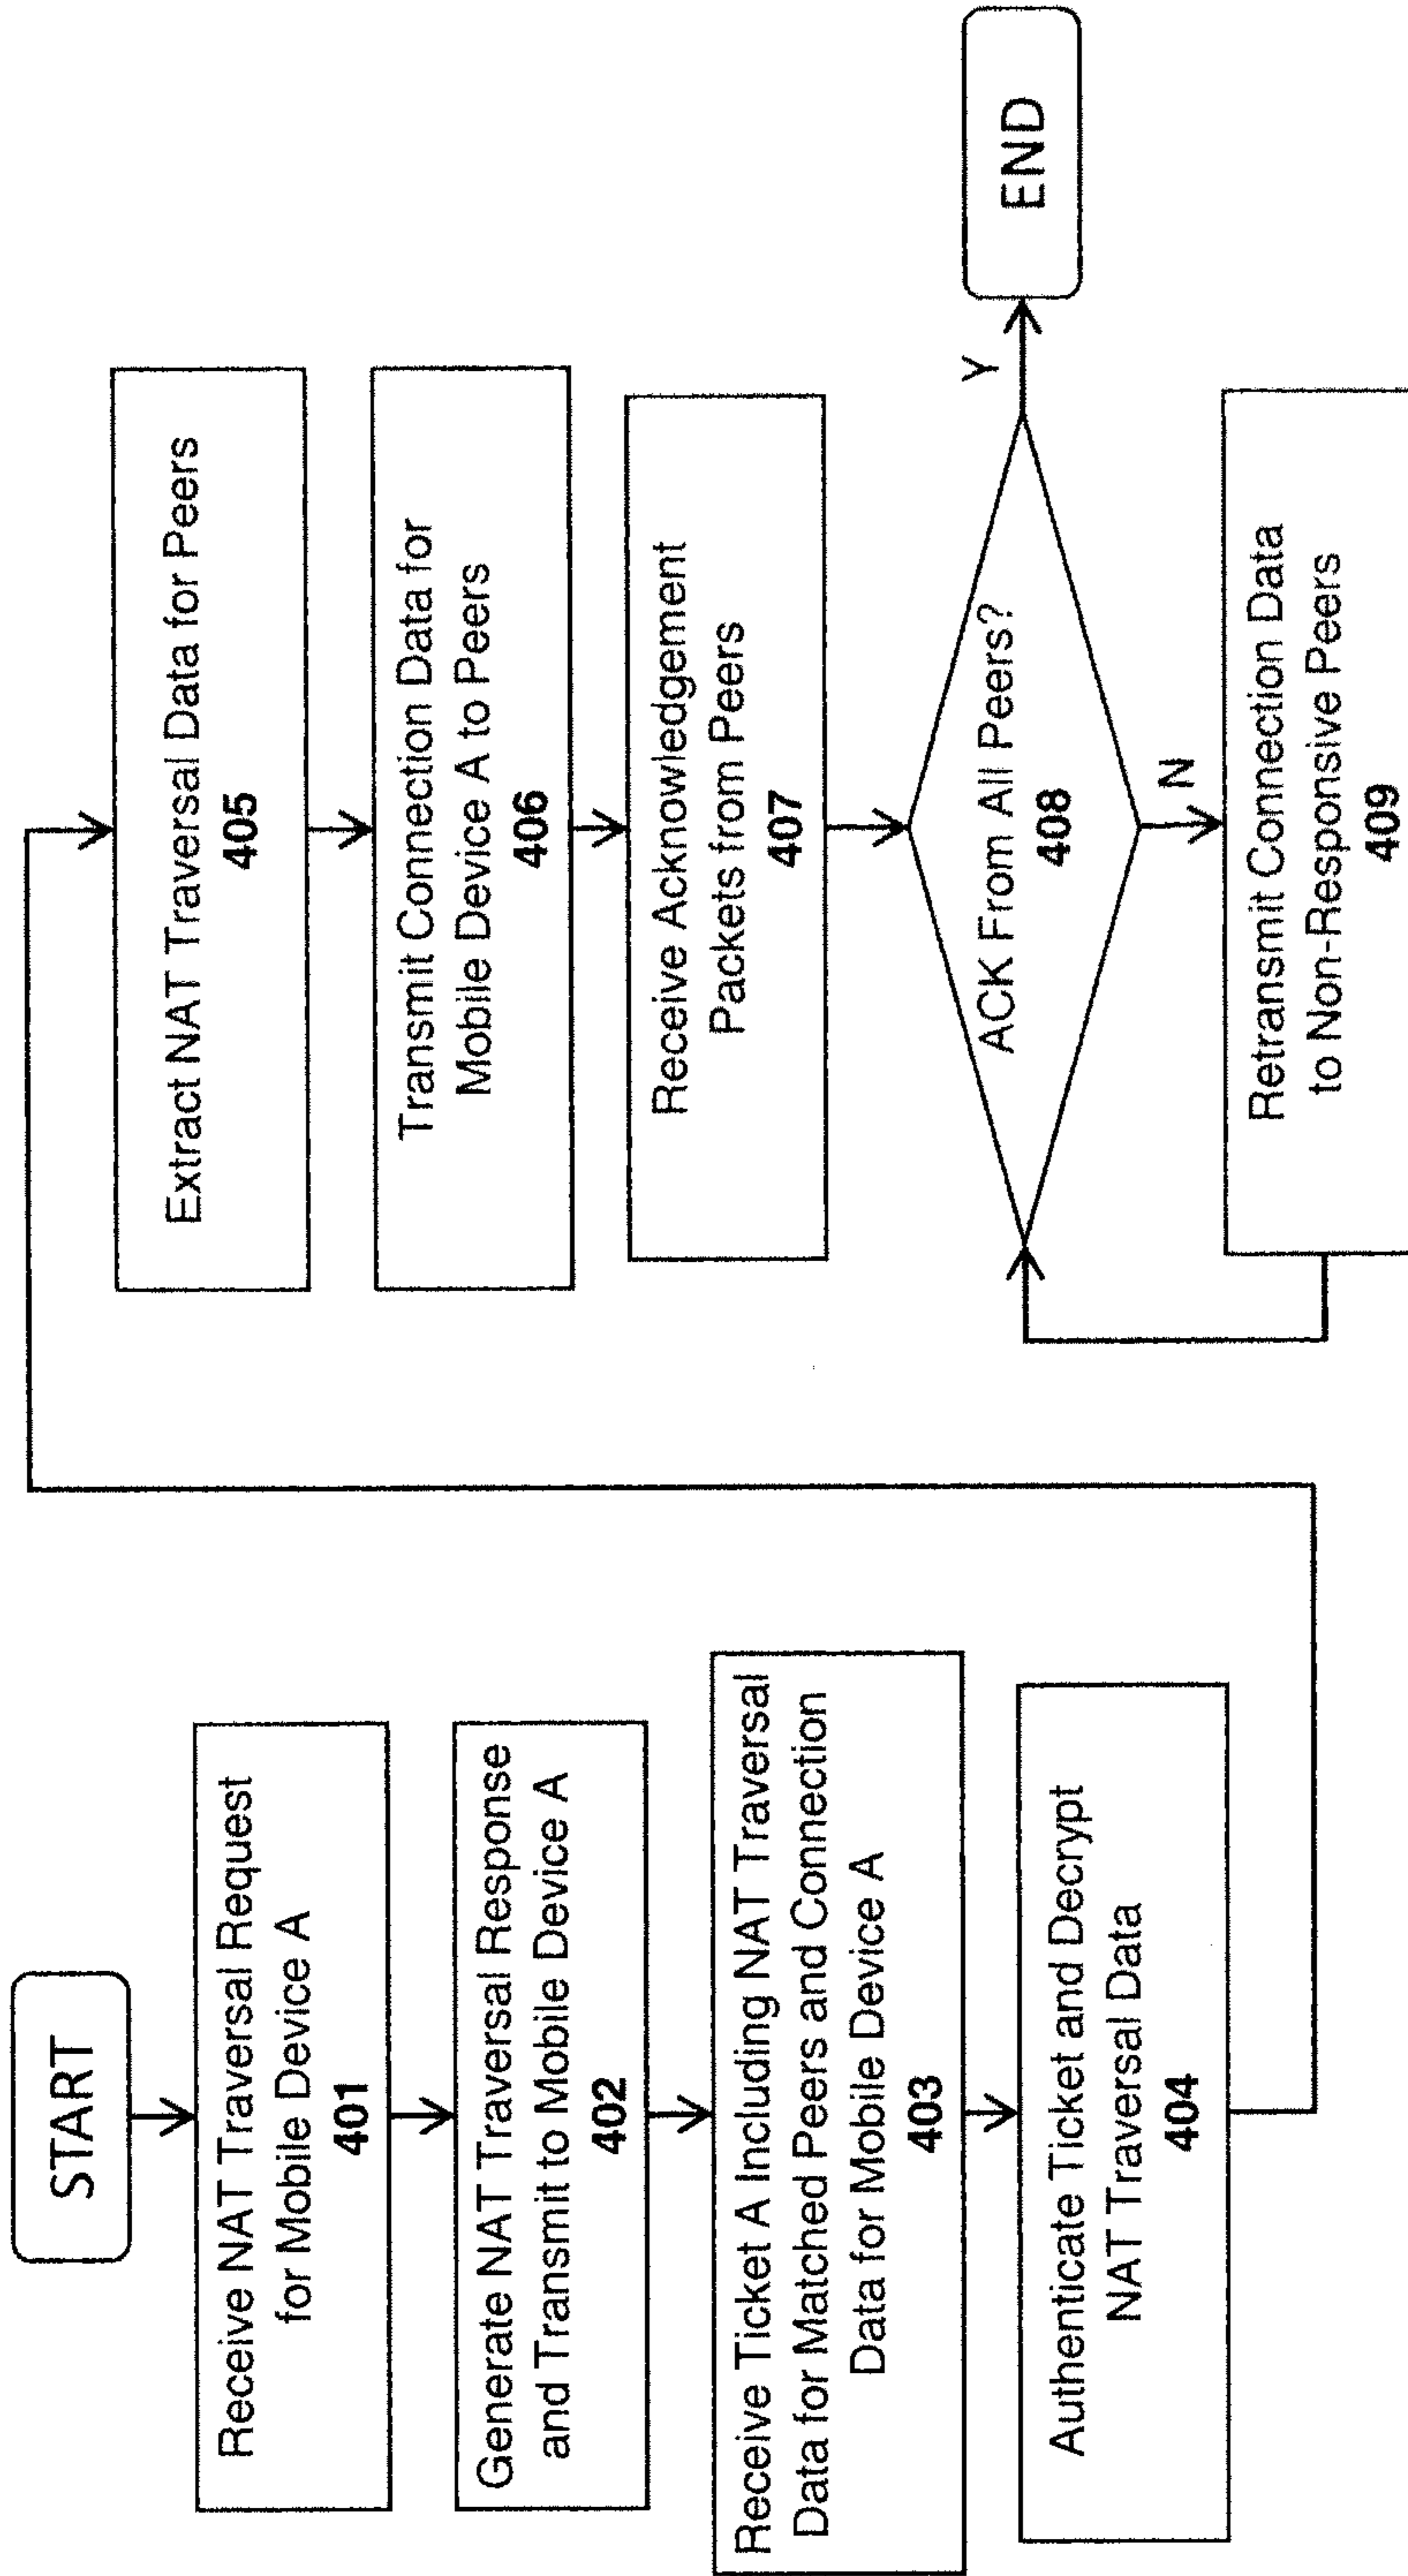 START
Receive NAT Traversal Request
for Mobile Device A
401
Generate NAT Traversal Response
and Transmit to Mobile Device A
402
Receive Ticket A Including NAT Traversal
Data for Matched Peers and Connection
Data for Mobile Device A
403
Authenticate Ticket and Decrypt
NAT Traversal Data
404
Extract NAT Traversal Data for Peers
405
Transmit Connection Data for
Mobile Device A to Peers
406
Receive Acknowledgement
Packets from Peers
407
ACK From All Peers?
408
Y
END
N
Retransmit Connection Data
to Non-Responsive Peers
409